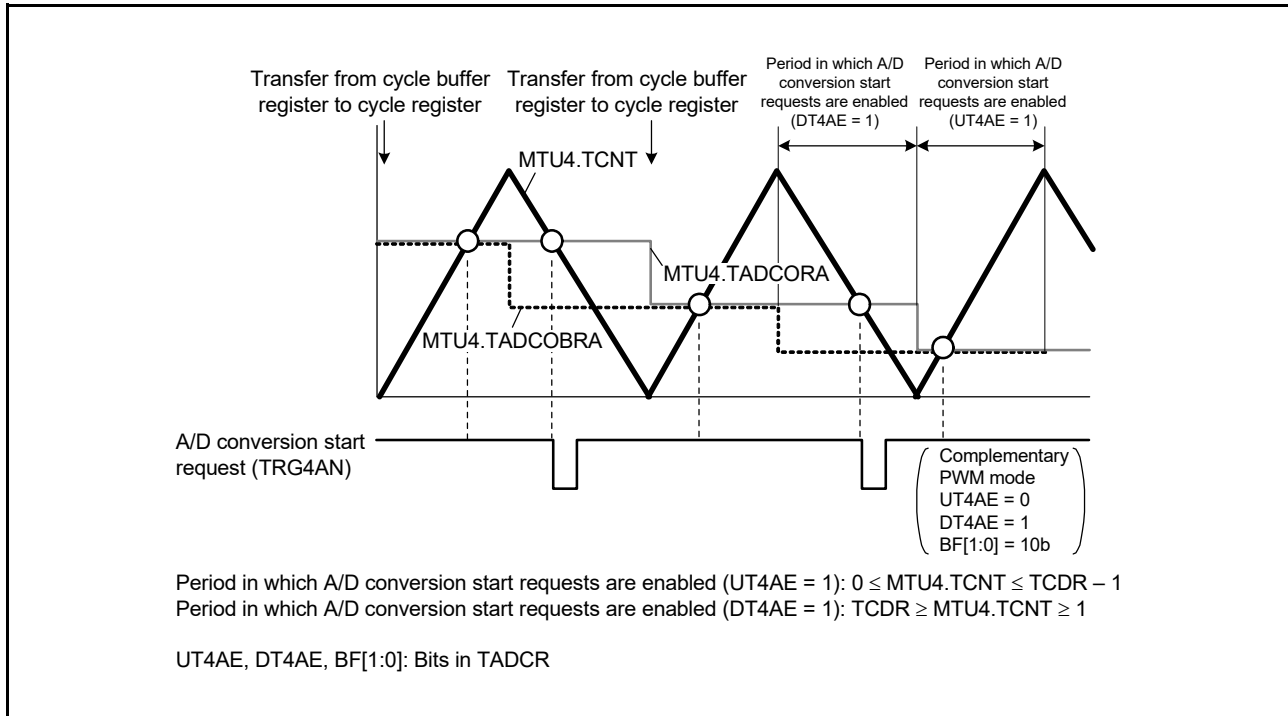 Transfer from cycle buffer
register to cycle register
Transfer from cycle buffer
register to cycle register
Period in which A/D
conversion start
requests are enabled
(DT4AE = 1)
Period in which A/D
conversion start
requests are enabled
(UT4AE = 1)
MTU4.TCNT
MTU4.TADCORA
MTU4.TADCOBRA
A/D conversion start
request (TRG4AN)
Complementary
PWM mode
UT4AE = 0
DT4AE = 1
BF[1:0] = 10b
Period in which A/D conversion start requests are enabled (UT4AE = 1): 0 ≤ MTU4.TCNT ≤ TCDR – 1
Period in which A/D conversion start requests are enabled (DT4AE = 1): TCDR ≥ MTU4.TCNT ≥ 1
UT4AE, DT4AE, BF[1:0]: Bits in TADCR